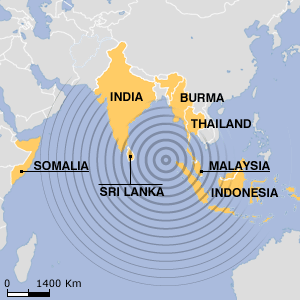 INDIA
BURMA
THAILAND
SOMALIA
MALAYSIA
SRI LANKA
INDONESIA
0 1400 Km